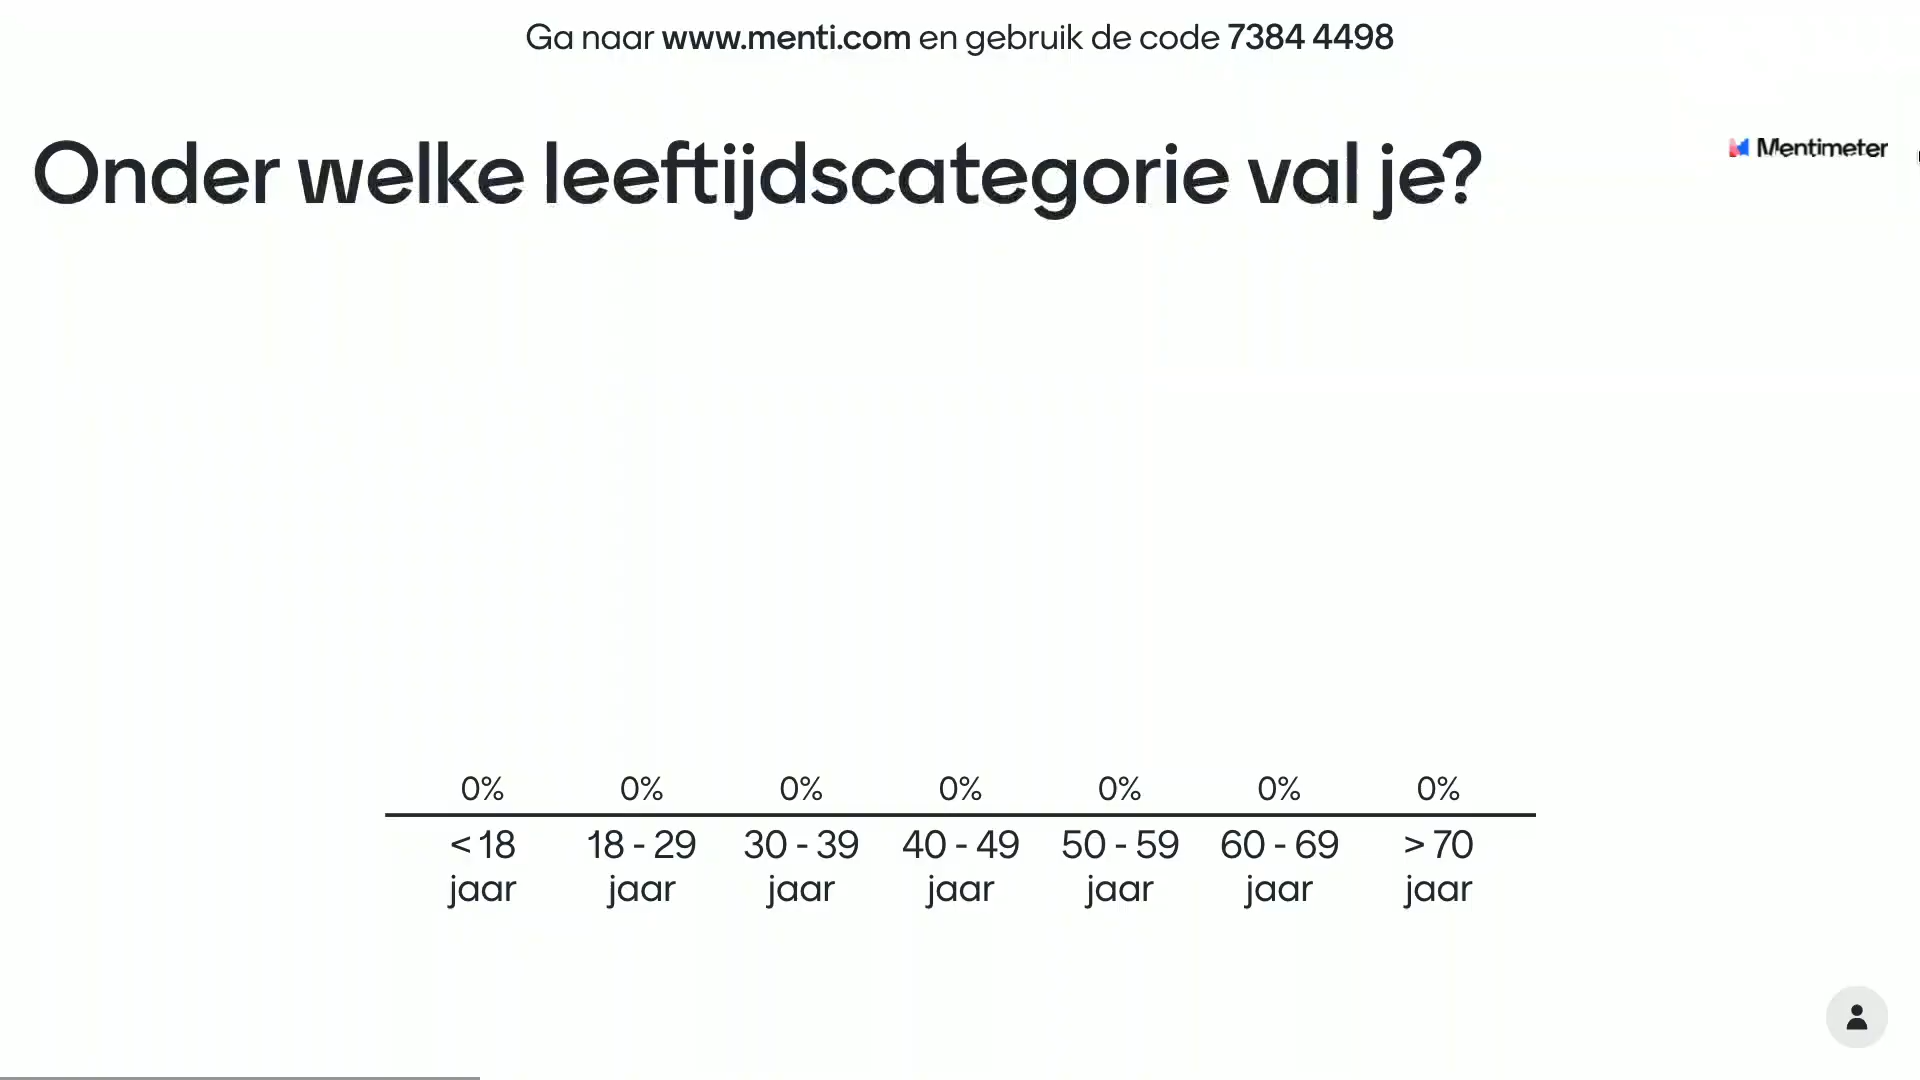 Ga naar www.menti.com en gebruik de code 7384 4498
Onder welke leeftijdscategorie val je?
Mentimeter
0% 0% 0% 0% 0% 0% 0%
< 18 18 - 29 30 - 39 40 - 49 50 - 59 60 - 69 > 70
jaar jaar jaar jaar jaar jaar jaar